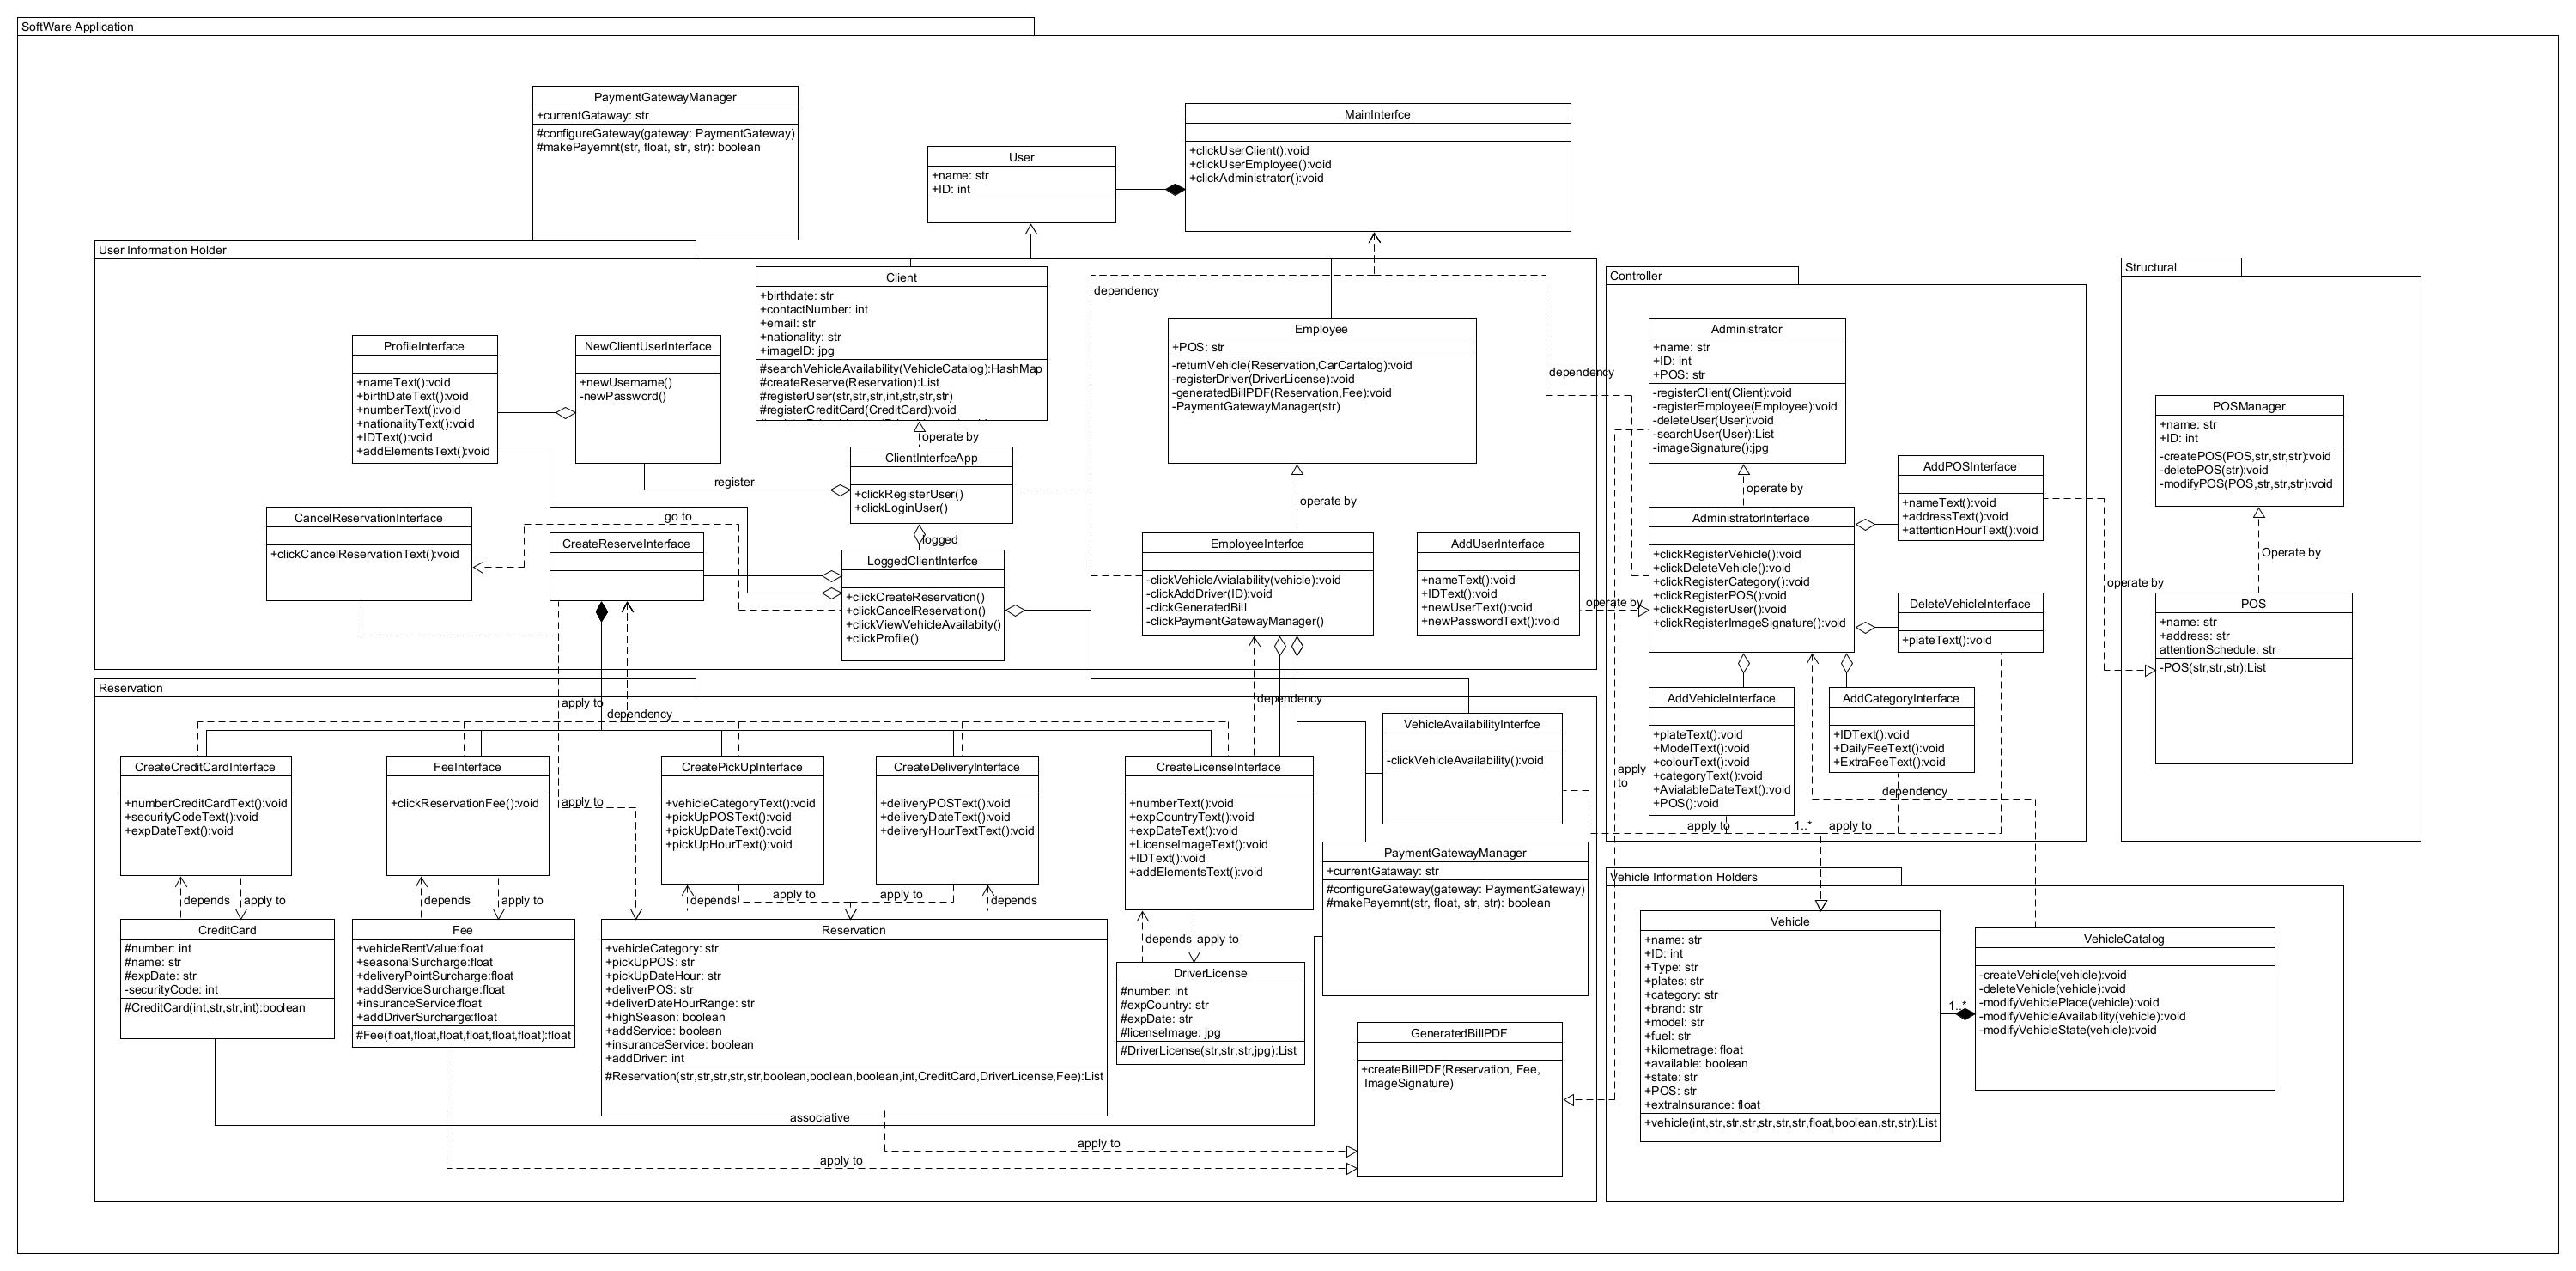 SoftWare Application
PaymentGatewayManager
+currentGataway: str
#configureGateway(gateway: PaymentGateway)
#makePayemnt(str, float, str, str): boolean
User
+name: str
+ID: int
MainInterfce
+clickUserClient():void
+clickUserEmployee():void
+clickAdministrator():void
User Information Holder
Client
+birthdate: str
+contactNumber: int
+email: str
+nationality: str
+imageID: jpg
#searchVehicleAvailability(VehicleCatalog):HashMap
#createReserve(Reservation):List
#registerUser(str,str,str,int,str,str,str)
#registerCreditCard(CreditCard):void
dependency
Employee
+POS: str
-returnVehicle(Reservation,CarCartalog):void
-registerDriver(DriverLicense):void
-generatedBillPDF(Reservation,Fee):void
-PaymentGatewayManager(str)
dependency
ProfileInterface
+nameText():void
+birthDateText():void
+numberText():void
+nationalityText():void
+IDText():void
+addElementsText():void
NewClientUserInterface
+newUsername()
-newPassword()
register
operate by
ClientInterfceApp
+clickRegisterUser()
+clickLoginUser()
logged
operate by
CancelReservationInterface
+clickCancelReservationText():void
go to
CreateReserveInterface
LoggedClientInterfce
+clickCreateReservation()
+clickCancelReservation()
+clickViewVehicleAvailabity()
+clickProfile()
EmployeeInterfce
-clickVehicleAvialability(vehicle):void
-clickAddDriver(ID):void
-clickGeneratedBill
-clickPaymentGatewayManager()
AddUserInterface
+nameText():void
+IDText():void
+newUserText():void
+newPasswordText():void
operate by
Controller
Administrator
+name: str
+ID: int
+POS: str
-registerClient(Client):void
-registerEmployee(Employee):void
-deleteUser(User):void
-searchUser(User):List
-imageSignature():jpg
operate by
AdministratorInterface
+clickRegisterVehicle():void
+clickDeleteVehicle():void
+clickRegisterCategory():void
+clickRegisterPOS():void
+clickRegisterUser():void
+clickRegisterImageSignature():void
AddPOSInterface
+nameText():void
+addressText():void
+attentionHourText():void
DeleteVehicleInterface
+plateText():void
AddVehicleInterface
+plateText():void
+ModelText():void
+colourText():void
+categoryText():void
+AvialableDateText():void
+POS():void
AddCategoryInterface
+IDText():void
+DailyFeeText():void
+ExtraFeeText():void
apply
to
dependency
apply to
1..*
apply to
Structural
POSManager
+name: str
+ID: int
-createPOS(POS,str,str,str):void
-deletePOS(str):void
-modifyPOS(POS,str,str,str):void
Operate by
operate by
POS
+name: str
+address: str
attentionSchedule: str
-POS(str,str,str):List
Reservation
apply to
dependency
dependency
CreateCreditCardInterface
+numberCreditCardText():void
+securityCodeText():void
+expDateText():void
FeeInterface
+clickReservationFee():void
apply to
CreatePickUpInterface
+vehicleCategoryText():void
+pickUpPOSText():void
+pickUpDateText():void
+pickUpHourText():void
CreateDeliveryInterface
+deliveryPOSText():void
+deliveryDateText():void
+deliveryHourTextText():void
CreateLicenseInterface
+numberText():void
+expCountryText():void
+expDateText():void
+LicenseImageText():void
+IDText():void
+addElementsText():void
VehicleAvailabilityInterfce
-clickVehicleAvailability():void
PaymentGatewayManager
+currentGataway: str
#configureGateway(gateway: PaymentGateway)
#makePayemnt(str, float, str, str): boolean
depends
apply to
depends
apply to
depends
apply to
apply to
depends
depends
apply to
CreditCard
#number: int
#name: str
#expDate: str
-securityCode: int
#CreditCard(int,str,str,int):boolean
Fee
+vehicleRentValue:float
+seasonalSurcharge:float
+deliveryPointSurcharge:float
+addServiceSurcharge:float
+insuranceService:float
+addDriverSurcharge:float
#Fee(float,float,float,float,float,float):float
Reservation
+vehicleCategory: str
+pickUpPOS: str
+pickUpDateHour: str
+deliverPOS: str
+deliverDateHourRange: str
+highSeason: boolean
+addService: boolean
+insuranceService: boolean
+addDriver: int
#Reservation(str,str,str,str,str,boolean,boolean,boolean,int,CreditCard,DriverLicense,Fee):List
DriverLicense
#number: int
#expCountry: str
#expDate: str
#licenseImage: jpg
#DriverLicense(str,str,str,jpg):List
GeneratedBillPDF
+createBillPDF(Reservation, Fee,
ImageSignature)
associative
apply to
apply to
Vehicle Information Holders
Vehicle
+name: str
+ID: int
+Type: str
+plates: str
+category: str
+brand: str
+model: str
+fuel: str
+kilometrage: float
+available: boolean
+state: str
+POS: str
+extraInsurance: float
+vehicle(int,str,str,str,str,str,str,float,boolean,str,str):List
1..*
VehicleCatalog
-createVehicle(vehicle):void
-deleteVehicle(vehicle):void
-modifyVehiclePlace(vehicle):void
-modifyVehicleAvailability(vehicle):void
-modifyVehicleState(vehicle):void